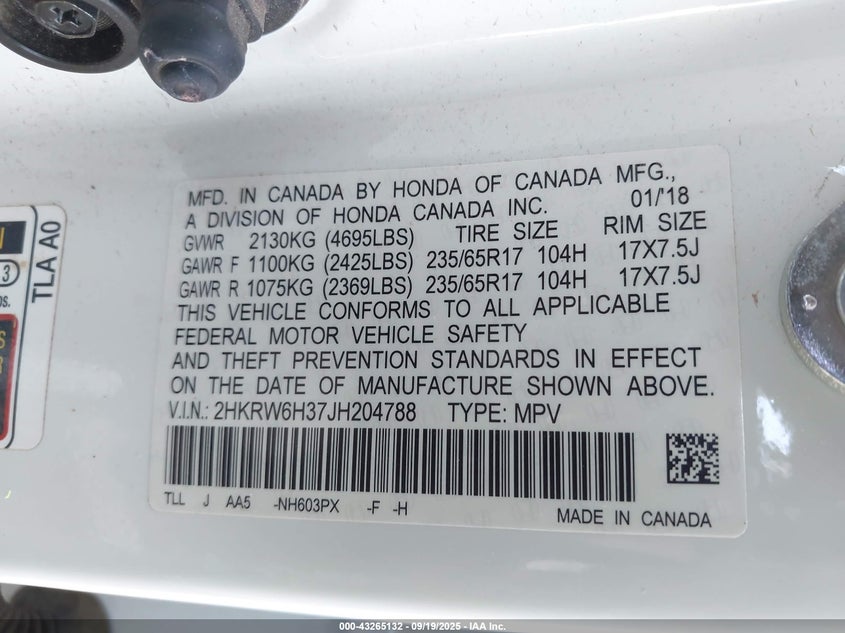 MFD. IN CANADA BY HONDA OF CANADA MFG.,
A DIVISION OF HONDA CANADA INC. 01/'18
GVWR 2130KG (4695LBS) TIRE SIZE RIM SIZE
GAWR F 1100KG (2425LBS) 235/65R17 104H 17X7.5J
GAWR R 1075KG (2369LBS) 235/65R17 104H 17X7.5J
THIS VEHICLE CONFORMS TO ALL APPLICABLE
FEDERAL MOTOR VEHICLE SAFETY
AND THEFT PREVENTION STANDARDS IN EFFECT
ON THE DATE OF MANUFACTURE SHOWN ABOVE.
V.I.N.: 2HKRW6H37JH204788 TYPE: MPV
TLL J AA5 -NH603PX -F -H
MADE IN CANADA
TLA A0
3
000-43265132 - 09/19/2025 - IAA Inc.